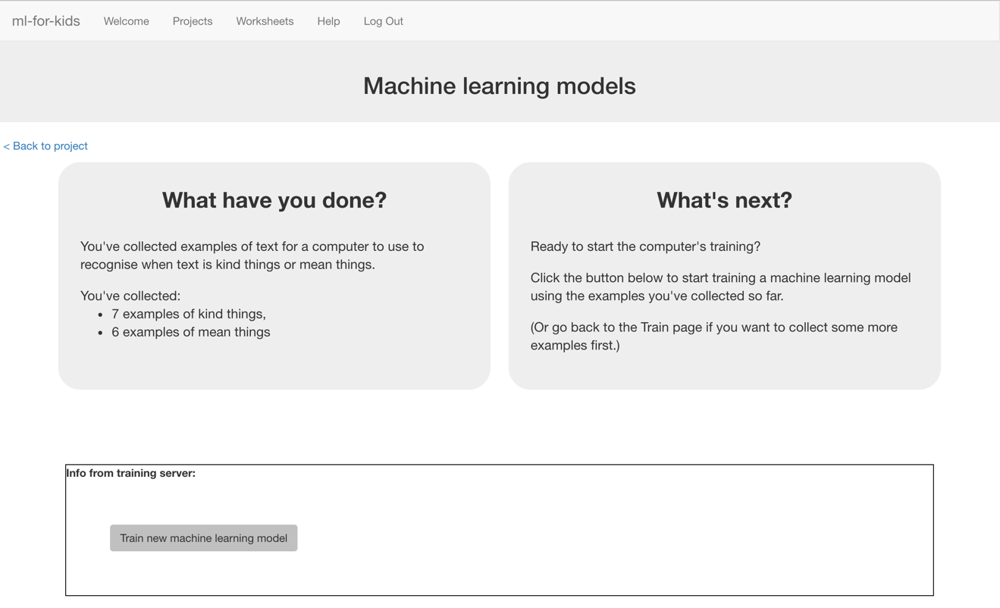 ml-for-kids Welcome Projects Worksheets Help Log Out
Machine learning models
< Back to project
What have you done?
You've collected examples of text for a computer to use to
recognise when text is kind things or mean things.
You've collected:
• 7 examples of kind things,
• 6 examples of mean things
What's next?
Ready to start the computer's training?
Click the button below to start training a machine learning model
using the examples you've collected so far.
(Or go back to the Train page if you want to collect some more
examples first.)
Info from training server:
Train new machine learning model